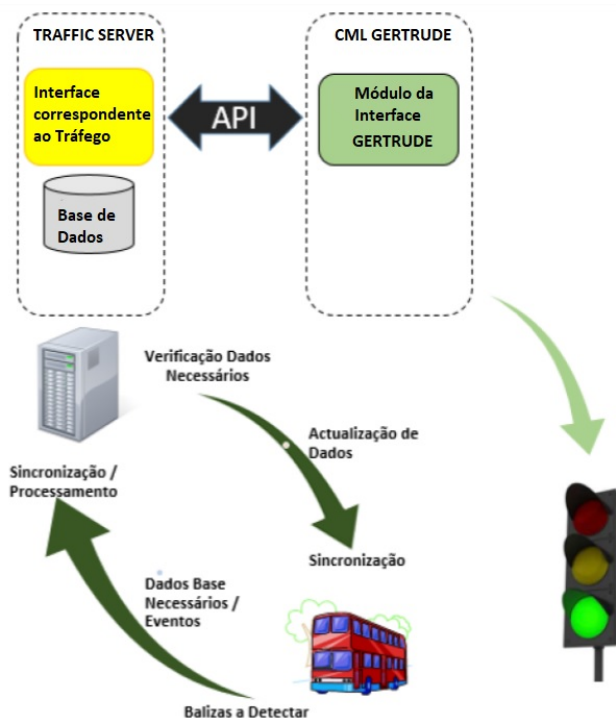 TRAFFIC SERVER
Interface
correspondente
ao Tráfego
Base de
Dados
API
CML GERTRUDE
Módulo da
Interface
GERTRUDE
Verificação Dados
Necessários
Actualização de
Dados
Sincronização /
Processamento
Sincronização
Dados Base
Necessários /
Eventos
Balizas a Detectar